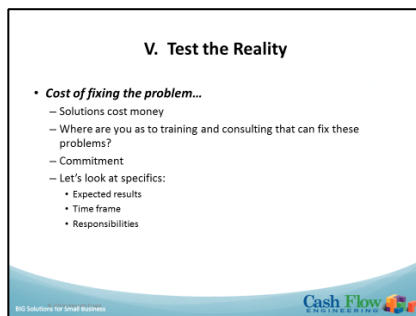 V. Test the Reality
• Cost of fixing the problem…
– Solutions cost money
– Where are you as to training and consulting that can fix these
problems?
– Commitment
– Let's look at specifics:
• Expected results
• Time frame
• Responsibilities
BIG Solutions for Small Business
Cash Flow
ENGINEERING